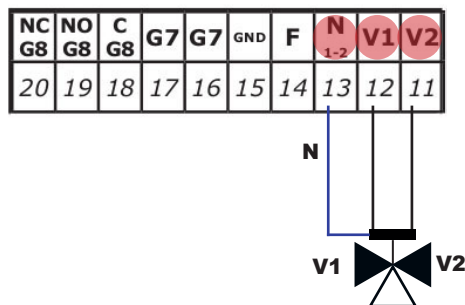 NC NO C G7 G7 GND F N V1 V2
G8 G8 G8 1-2
20 19 18 17 16 15 14 13 12 11
N
V1 V2